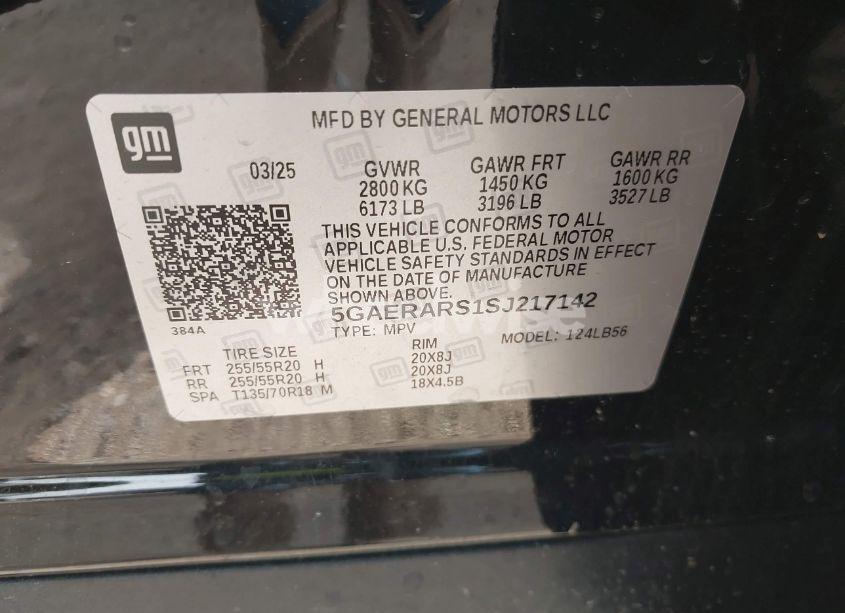 gm
MFD BY GENERAL MOTORS LLC
03/25
GVWR
2800 KG
6173 LB
GAWR FRT
1450 KG
3196 LB
GAWR RR
1600 KG
3527 LB
THIS VEHICLE CONFORMS TO ALL
APPLICABLE U.S. FEDERAL MOTOR
VEHICLE SAFETY STANDARDS IN EFFECT
ON THE DATE OF MANUFACTURE
SHOWN ABOVE.
384A
5GAERARS1SJ217142
TYPE: MPV MODEL: 124LB56
TIRE SIZE RIM
FRT 255/55R20 H 20X8J
RR 255/55R20 H 20X8J
SPA T135/70R18 M 18X4.5B